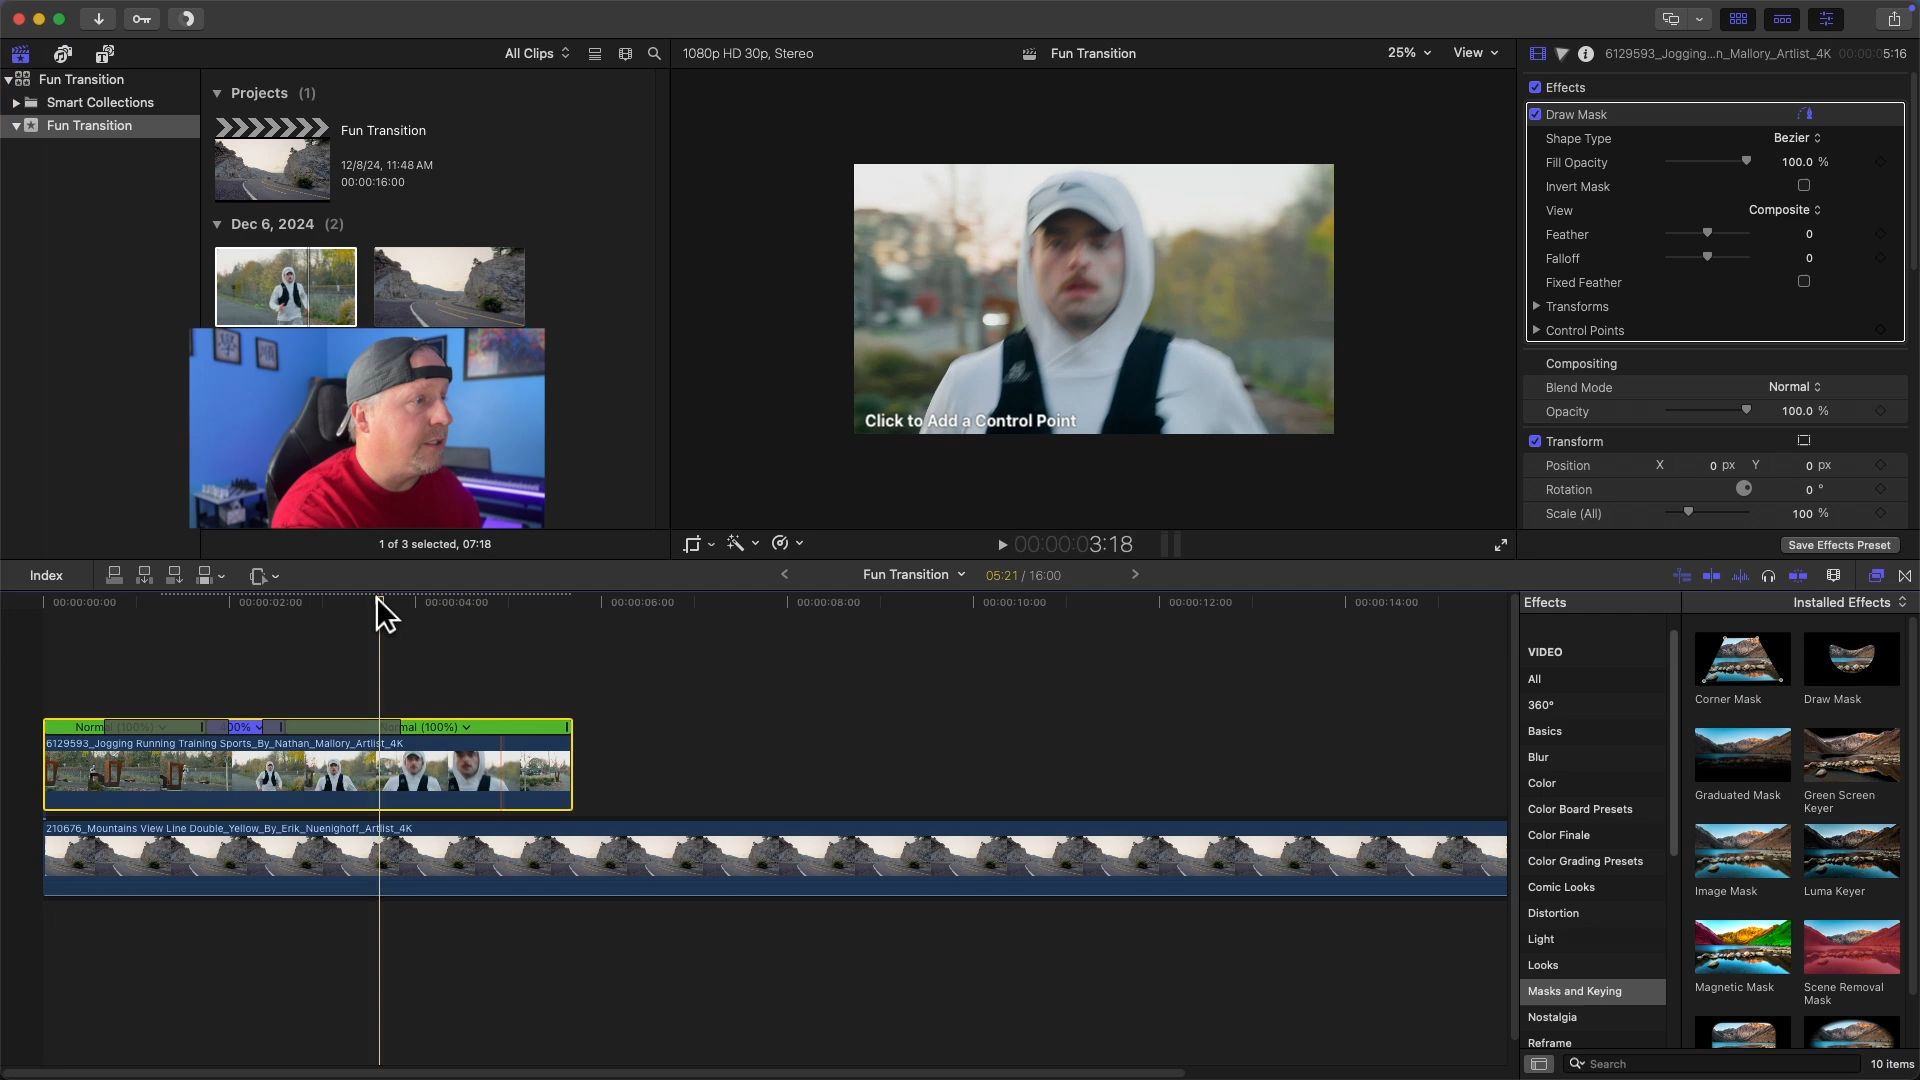 All Clips
1080p HD 30p, Stereo
Fun Transition
25%
View
6129593_Jogging...n_Mallory_Artlist_4K
00:00:05:16
Fun Transition
Smart Collections
Fun Transition
Projects (1)
Fun Transition
12/8/24, 11:48 AM
00:00:16:00
Dec 6, 2024 (2)
1 of 3 selected, 07:18
Click to Add a Control Point
00:00:03:18
Effects
Draw Mask
Shape Type
Bezier
Fill Opacity
100.0 %
Invert Mask
View
Composite
Feather
0
Falloff
0
Fixed Feather
Transforms
Control Points
Compositing
Blend Mode
Normal
Opacity
100.0 %
Transform
Position
X
0 px
Y
0 px
Rotation
0 °
Scale (All)
100 %
Save Effects Preset
Index
Fun Transition
05:21 / 16:00
00:00:00:00
00:00:02:00
00:00:04:00
00:00:06:00
00:00:08:00
00:00:10:00
00:00:12:00
00:00:14:00
Normal (100%)
Normal (100%)
6129593_Jogging Running Training Sports_By_Nathan_Mallory_Artlist_4K
210676_Mountains View Line Double_Yellow_By_Erik_Nuenighoff_Artlist_4K
Effects
Installed Effects
VIDEO
All
360°
Basics
Blur
Color
Color Board Presets
Color Finale
Color Grading Presets
Comic Looks
Distortion
Light
Looks
Masks and Keying
Nostalgia
Reframe
Corner Mask
Draw Mask
Graduated Mask
Green Screen
Keyer
Image Mask
Luma Keyer
Magnetic Mask
Scene Removal
Mask
Search
10 items